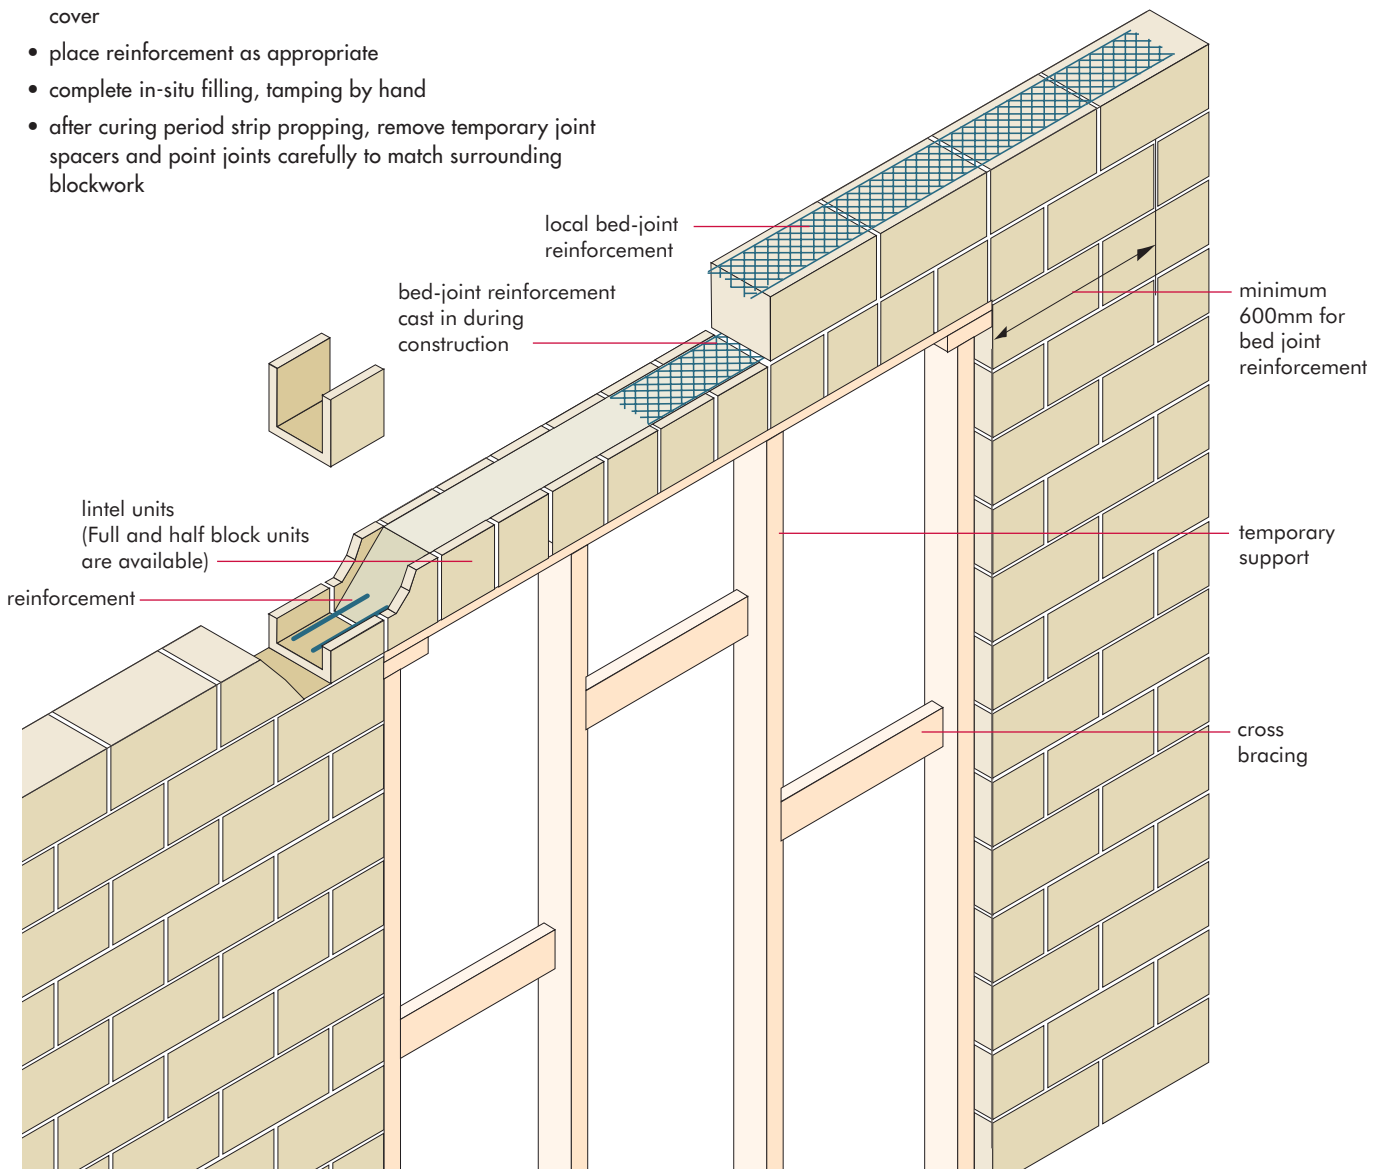 cover
• place reinforcement as appropriate
• complete in-situ filling, tamping by hand
• after curing period strip propping, remove temporary joint
spacers and point joints carefully to match surrounding
blockwork
local bed-joint
reinforcement
bed-joint reinforcement
cast in during
construction
minimum
600mm for
bed joint
reinforcement
lintel units
(Full and half block units
are available)
reinforcement
temporary
support
cross
bracing